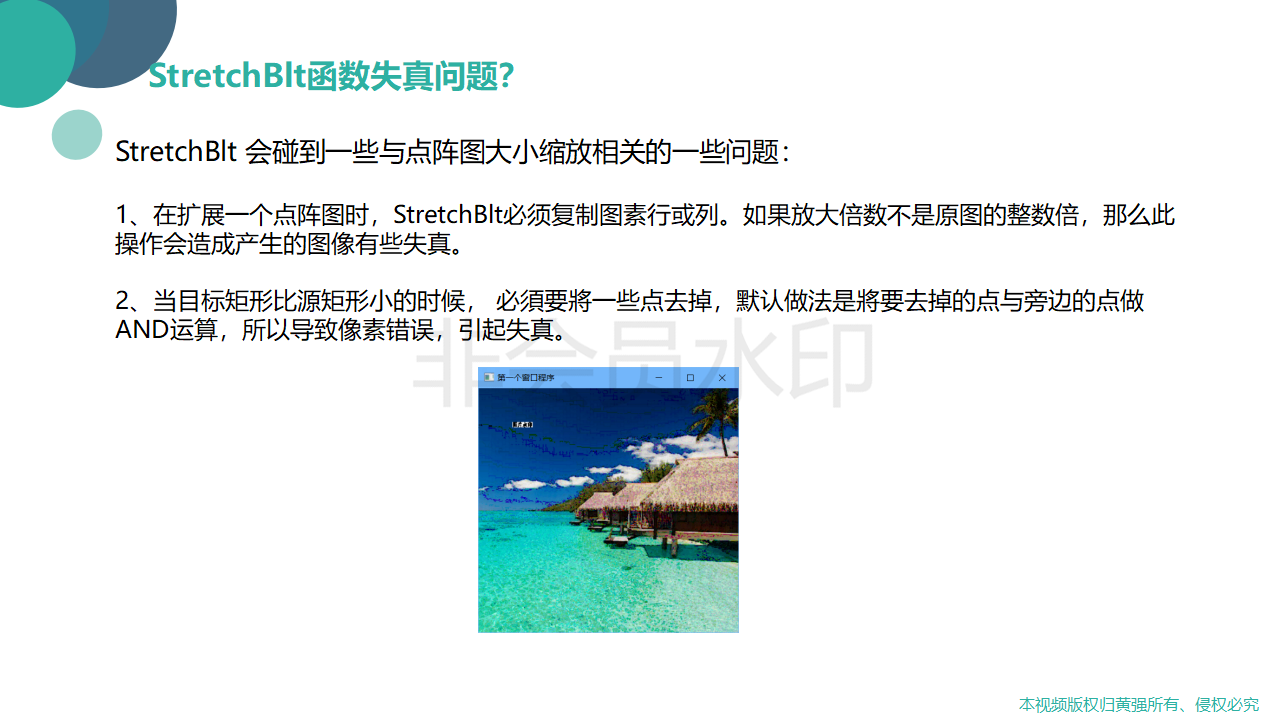 StretchBlt函数失真问题？
StretchBlt 会碰到一些与点阵图大小缩放相关的一些问题：
1、在扩展一个点阵图时，StretchBlt必须复制图素行或列。如果放大倍数不是原图的整数倍，那么此
操作会造成产生的图像有些失真。
2、当目标矩形比源矩形小的时候， 必須要將一些点去掉，默认做法是將要去掉的点与旁边的点做
AND运算，所以导致像素错误，引起失真。
非会员水印
第一个窗口程序
本视频版权归黄强所有、侵权必究